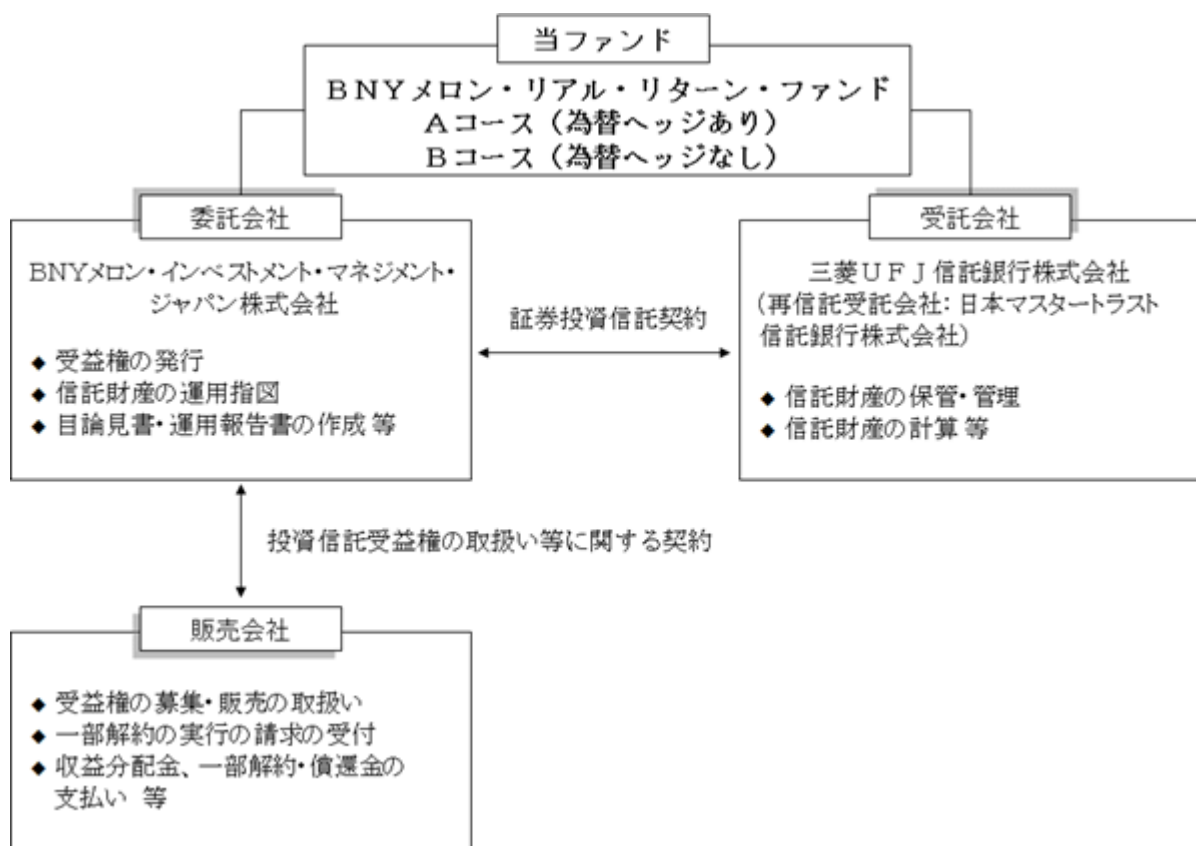 当ファンド
BNYメロン・リアル・リターン・ファンド
Aコース（為替ヘッジあり）
Bコース（為替ヘッジなし）
委託会社
BNYメロン・インベストメント・マネジメント・
ジャパン株式会社
◆ 受益権の発行
◆ 信託財産の運用指図
◆ 目論見書・運用報告書の作成 等
証券投資信託契約
受託会社
三菱UFJ信託銀行株式会社
（再信託受託会社：日本マスタートラスト
信託銀行株式会社）
◆ 信託財産の保管・管理
◆ 信託財産の計算 等
投資信託受益権の取扱い等に関する契約
販売会社
◆ 受益権の募集・販売の取扱い
◆ 一部解約の実行の請求の受付
◆ 収益分配金、一部解約・償還金の
支払い 等